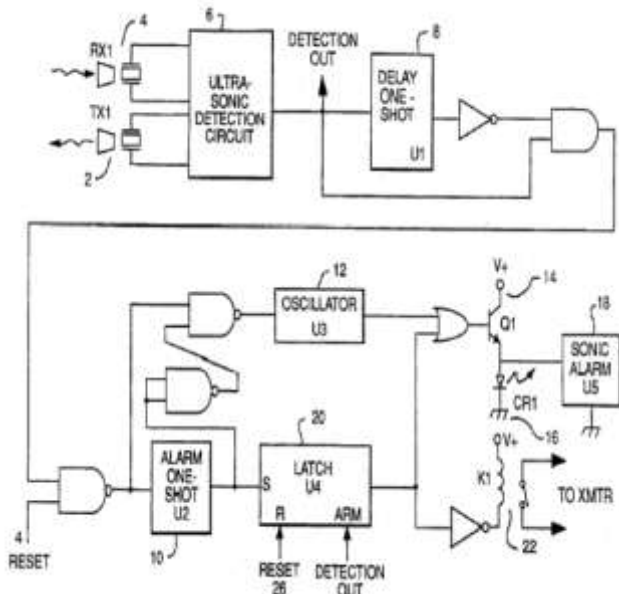 4
RX1
TX1
2
6
ULTRA-
SONIC
DETECTION
CIRCUIT
DETECTION
OUT
8
DELAY
ONE-
SHOT
U1
12
OSCILLATOR
U3
V+
14
Q1
18
SONIC
ALARM
U5
CR1
16
20
ALARM
ONE-
SHOT
U2
10
4
RESET
S
LATCH
U4
R
ARM
RESET
26
DETECTION
OUT
V+
K1
22
TO XMTR